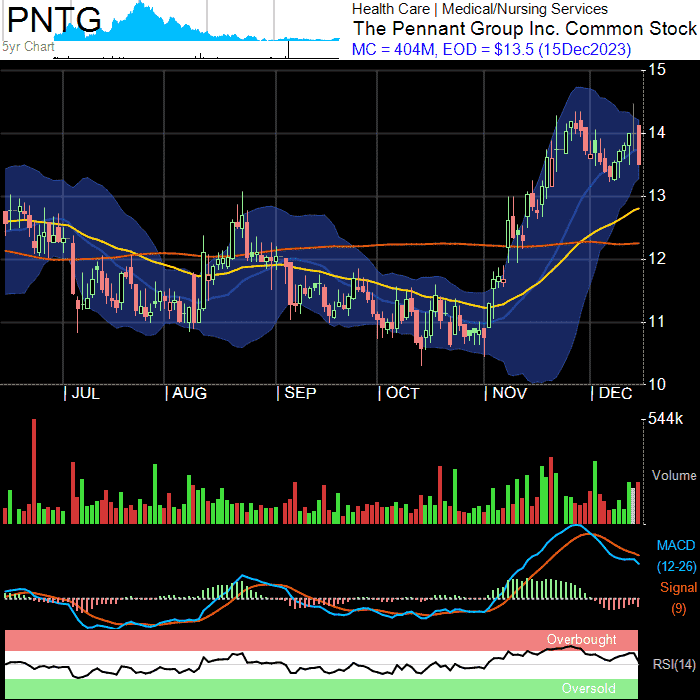 PNTG
5yr Chart
Health Care | Medical/Nursing Services
The Pennant Group Inc. Common Stock
MC = 404M, EOD = $13.5 (15Dec2023)
15
14
13
12
11
10
| JUL | AUG | SEP | OCT | NOV | DEC
544k
Volume
MACD
(12-26)
Signal
(9)
Overbought
RSI(14)
Oversold